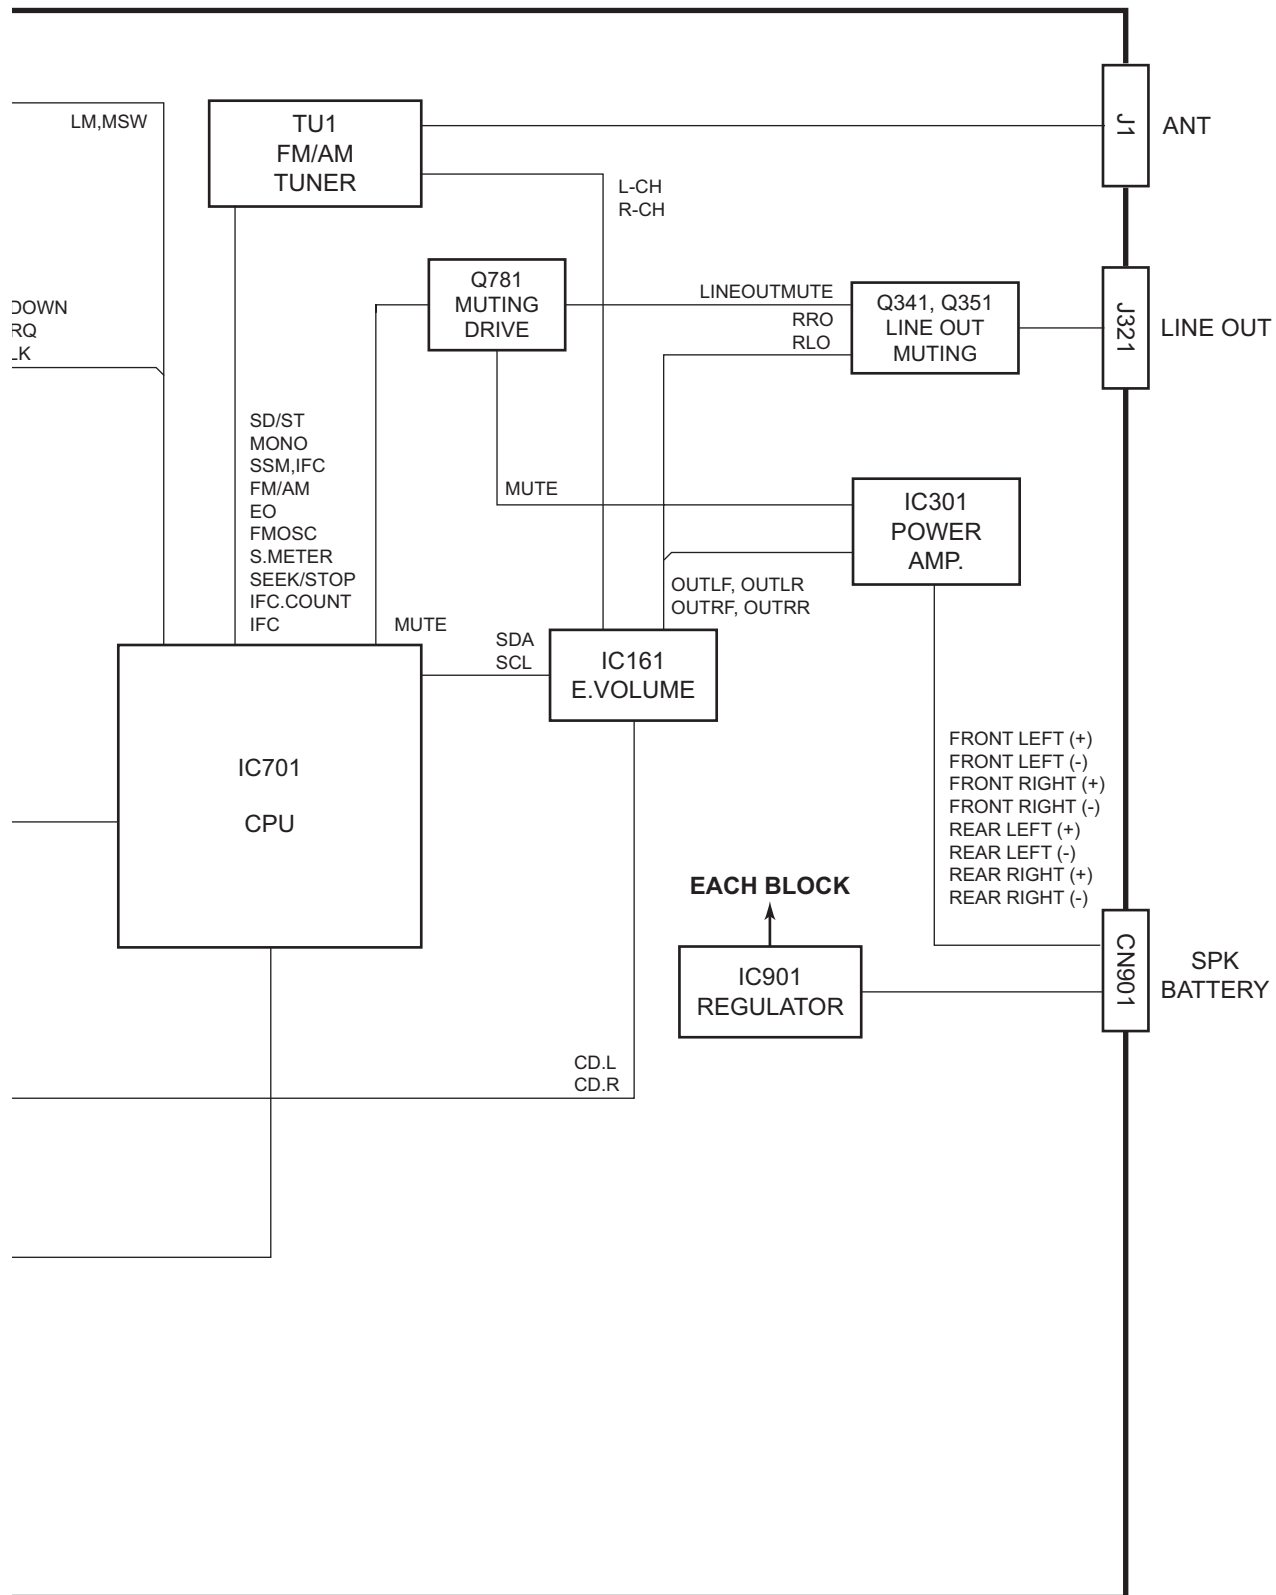 LM,MSW
TU1
FM/AM
TUNER
J1
ANT
L-CH
R-CH
Q781
MUTING
DRIVE
LINEOUTMUTE
RRO
RLO
Q341, Q351
LINE OUT
MUTING
J321
LINE OUT
DOWN
RQ
LK
SD/ST
MONO
SSM,IFC
FM/AM
EO
FMOSC
S.METER
SEEK/STOP
IFC.COUNT
IFC
MUTE
MUTE
IC301
POWER
AMP.
OUTLF, OUTLR
OUTRF, OUTRR
SDA
SCL
IC161
E.VOLUME
IC701
CPU
FRONT LEFT (+)
FRONT LEFT (-)
FRONT RIGHT (+)
FRONT RIGHT (-)
REAR LEFT (+)
REAR LEFT (-)
REAR RIGHT (+)
REAR RIGHT (-)
EACH BLOCK
IC901
REGULATOR
CN901
SPK
BATTERY
CD.L
CD.R